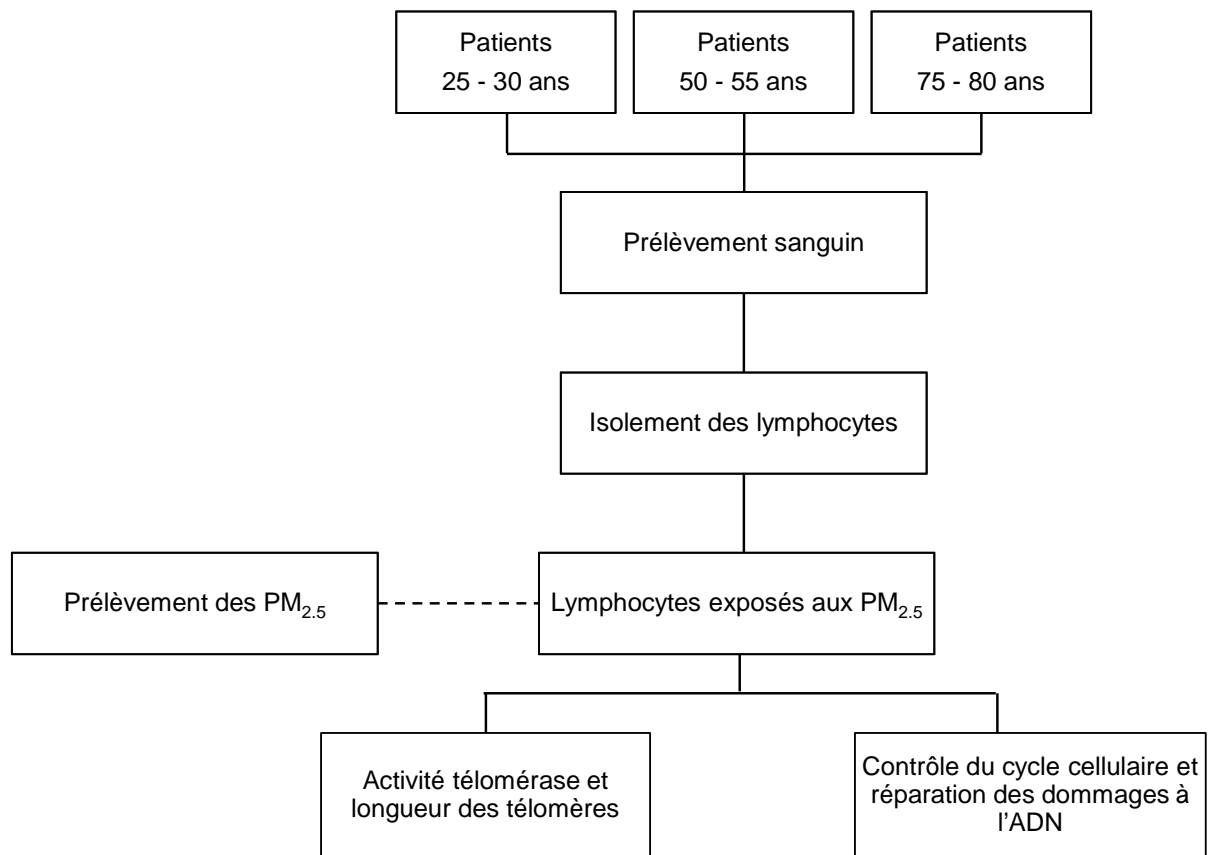 Patients
25 - 30 ans
Patients
50 - 55 ans
Patients
75 - 80 ans
Prélèvement sanguin
Isolement des lymphocytes
Prélèvement des PM2.5
Lymphocytes exposés aux PM2.5
Activité télomérase et
longueur des télomères
Contrôle du cycle cellulaire et
réparation des dommages à
l'ADN